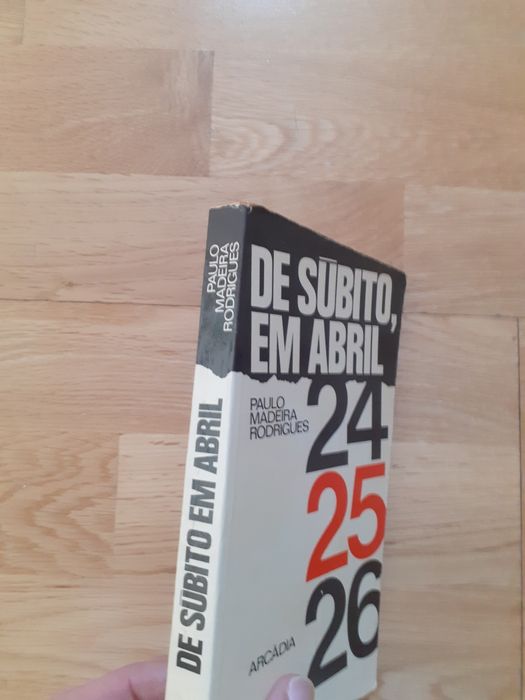 PAULO
MADEIRA
RODRIGUES
DE SÚBITO EM ABRIL
DE SÚBITO,
EM ABRIL
PAULO
MADEIRA
RODRIGUES
24
25
26
ARCÁDIA